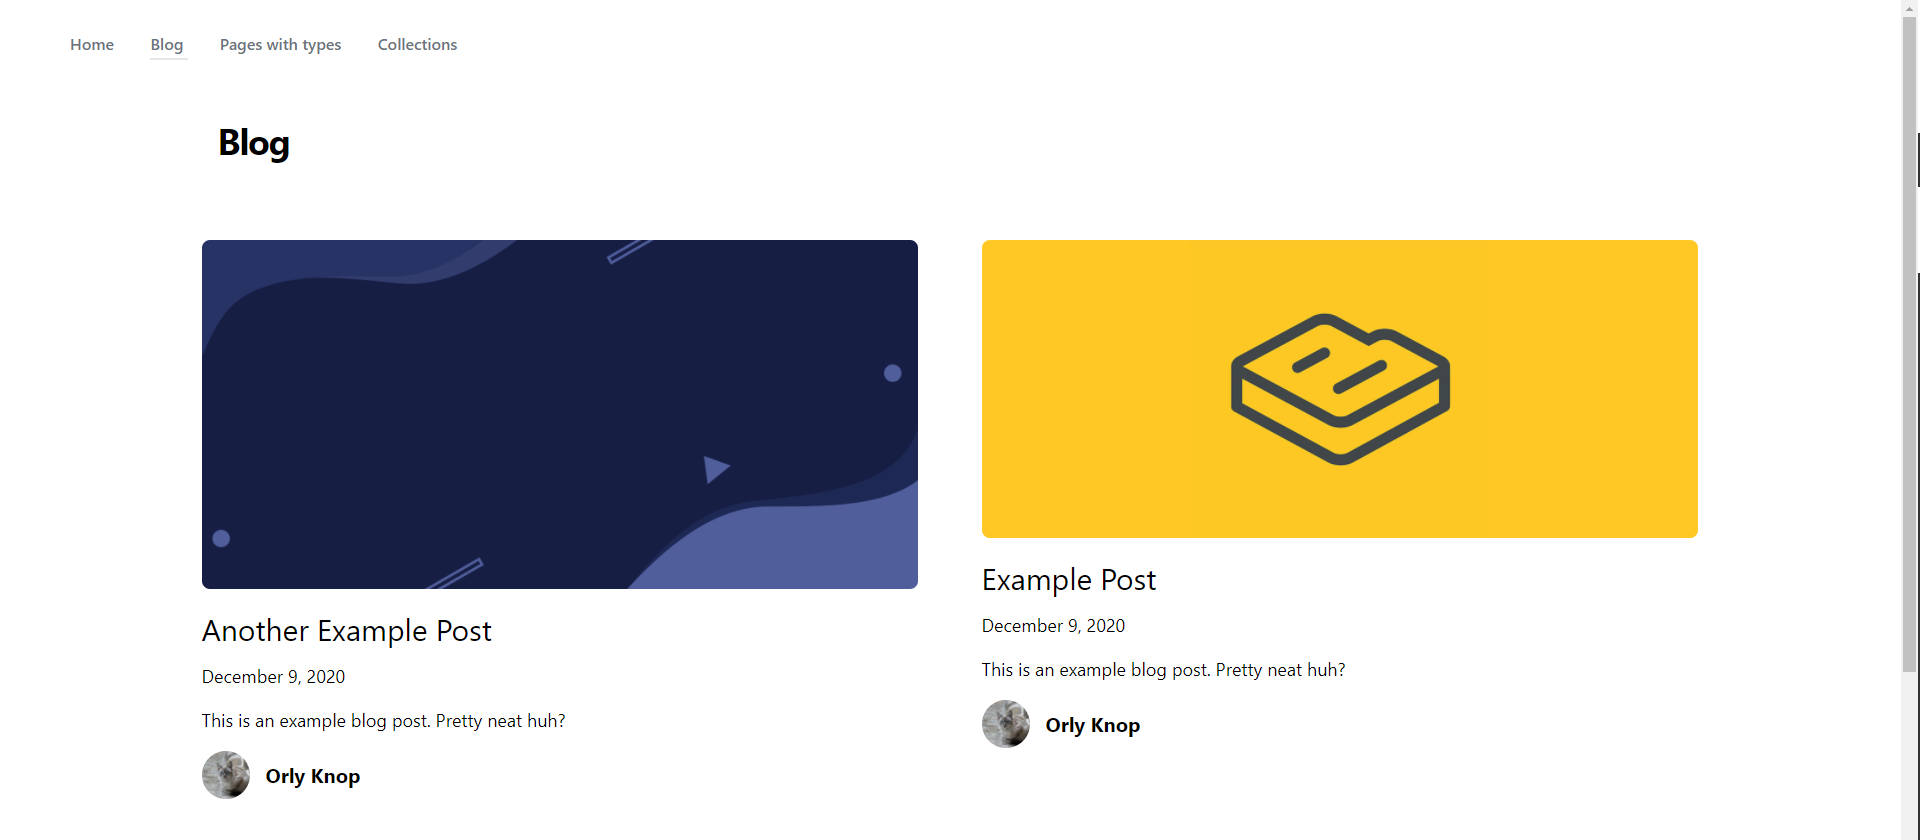 Home Blog Pages with types Collections
Blog
Another Example Post
December 9, 2020
This is an example blog post. Pretty neat huh?
Orly Knop
Example Post
December 9, 2020
This is an example blog post. Pretty neat huh?
Orly Knop